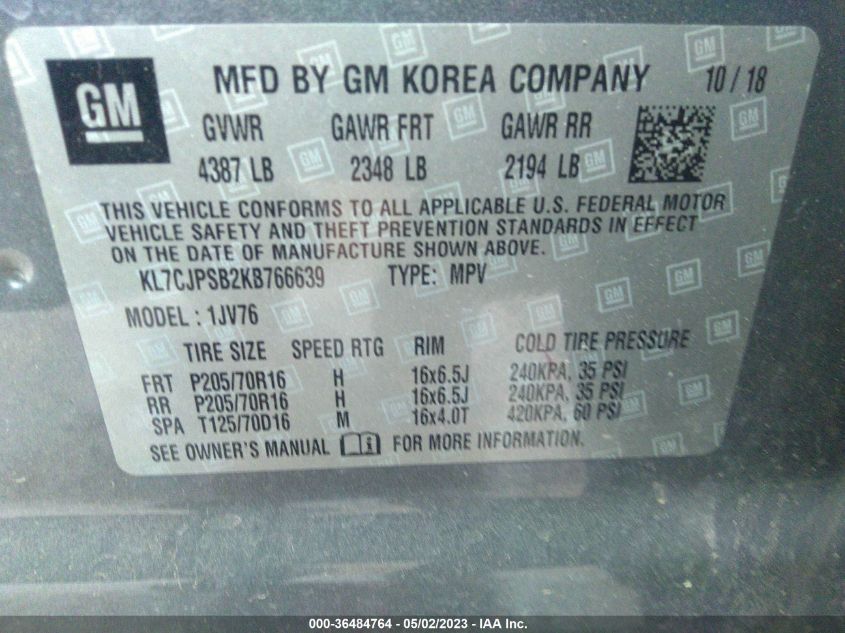 GM
MFD BY GM KOREA COMPANY 10/18
GVWR GAWR FRT GAWR RR
4387 LB 2348 LB 2194 LB
THIS VEHICLE CONFORMS TO ALL APPLICABLE U.S. FEDERAL MOTOR
VEHICLE SAFETY AND THEFT PREVENTION STANDARDS IN EFFECT
ON THE DATE OF MANUFACTURE SHOWN ABOVE.
KL7CJPSB2KB766639 TYPE: MPV
MODEL : 1JV76
TIRE SIZE SPEED RTG RIM COLD TIRE PRESSURE
FRT P205/70R16 H 16x6.5J 240KPA, 35 PSI
RR P205/70R16 H 16x6.5J 240KPA, 35 PSI
SPA T125/70D16 M 16x4.0T 420KPA, 60 PSI
SEE OWNER'S MANUAL FOR MORE INFORMATION.
000-36484764 - 05/02/2023 - IAA Inc.